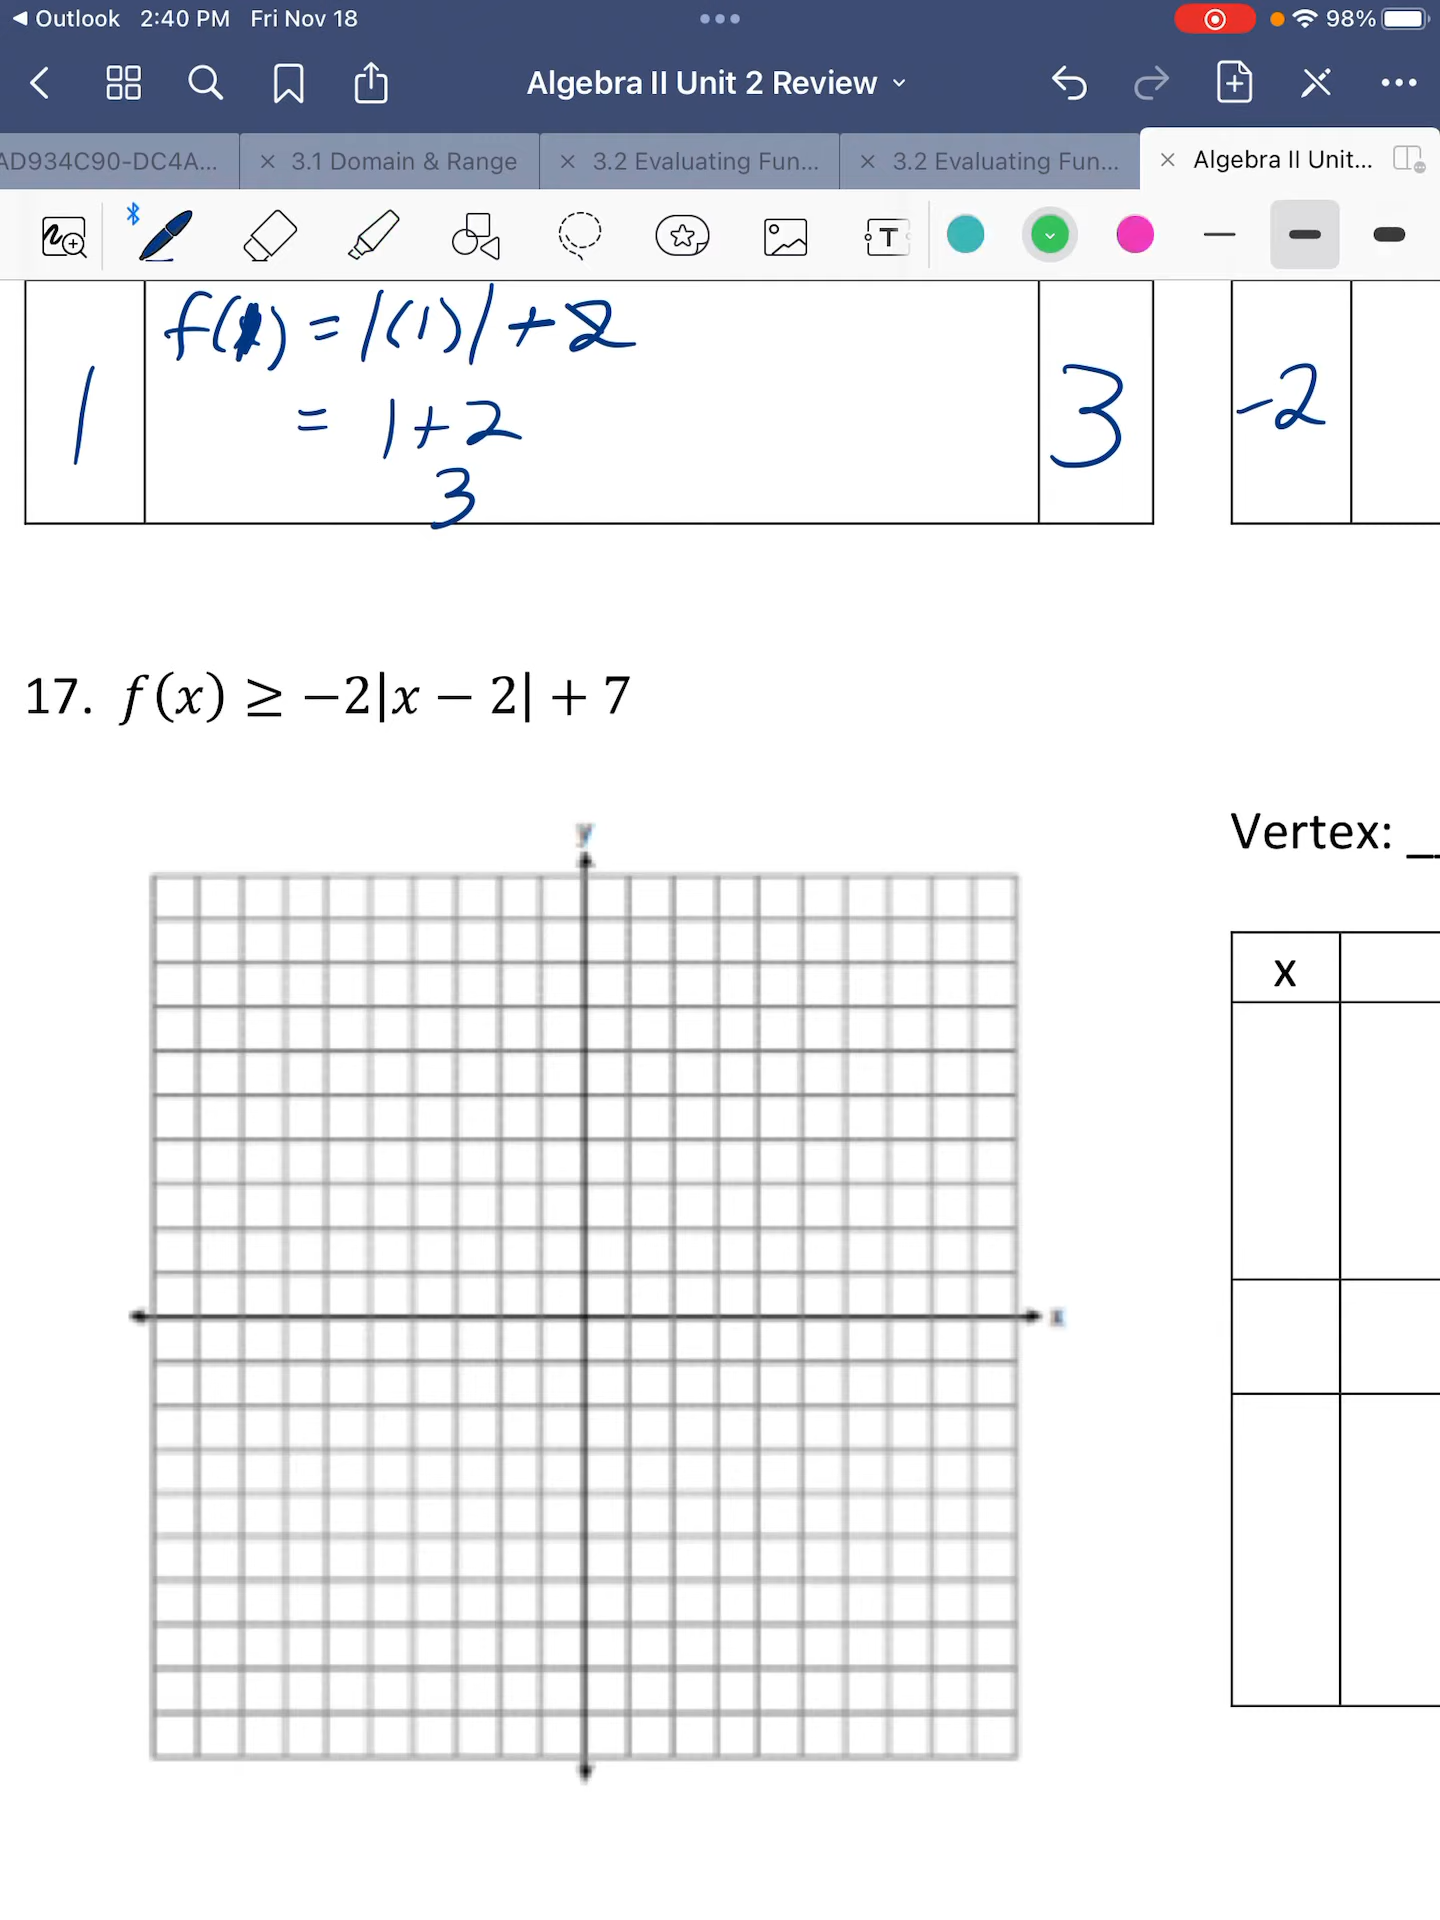 Outlook 2:40 PM Fri Nov 18 98%
Algebra II Unit 2 Review
AD934C90-DC4A... × 3.1 Domain & Range × 3.2 Evaluating Fun... × 3.2 Evaluating Fun... × Algebra II Unit...
T
f(1) = |(1)| + 2
1 = 1 + 2 3 -2
3
17. f(x) ≥ −2|x − 2| + 7
y
Vertex: __
x
x